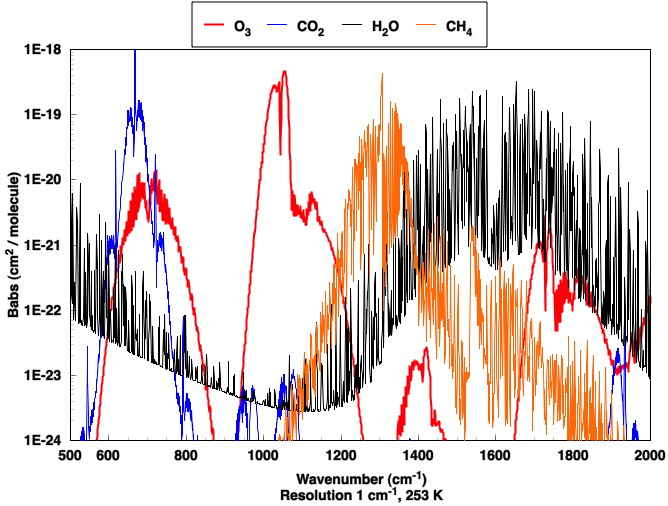 O₃ CO₂ H₂O CH₄
Babs (cm² / molecule)
1E-18
1E-19
1E-20
1E-21
1E-22
1E-23
1E-24
500 600 800 1000 1200 1400 1600 1800 2000
Wavenumber (cm⁻¹)
Resolution 1 cm⁻¹, 253 K